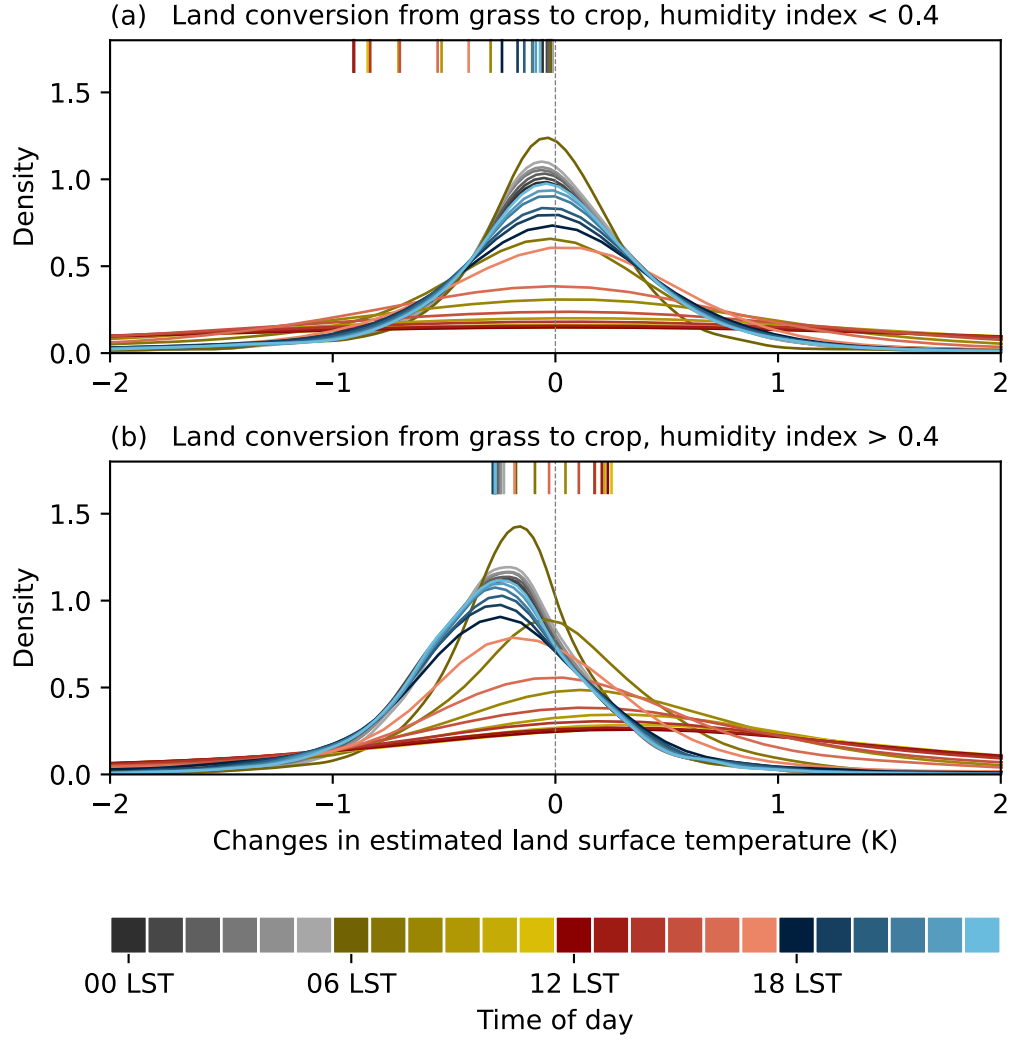 (a) Land conversion from grass to crop, humidity index < 0.4
1.5
1.0
0.5
0.0
Density
−2 −1 0 1 2
(b) Land conversion from grass to crop, humidity index > 0.4
1.5
1.0
0.5
0.0
Density
−2 −1 0 1 2
Changes in estimated land surface temperature (K)
00 LST 06 LST 12 LST 18 LST
Time of day